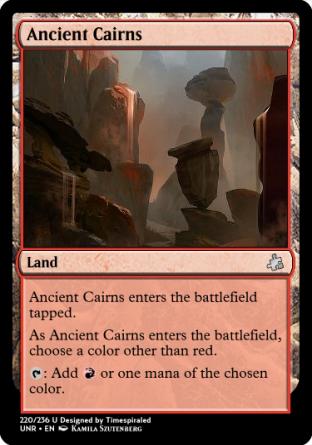 Ancient Cairns
Land
Ancient Cairns enters the battlefield
tapped.
As Ancient Cairns enters the battlefield,
choose a color other than red.
: Add or one mana of the chosen
color.
220/236 U Designed by Timespiraled
UNR • EN Kamila Szutenberg